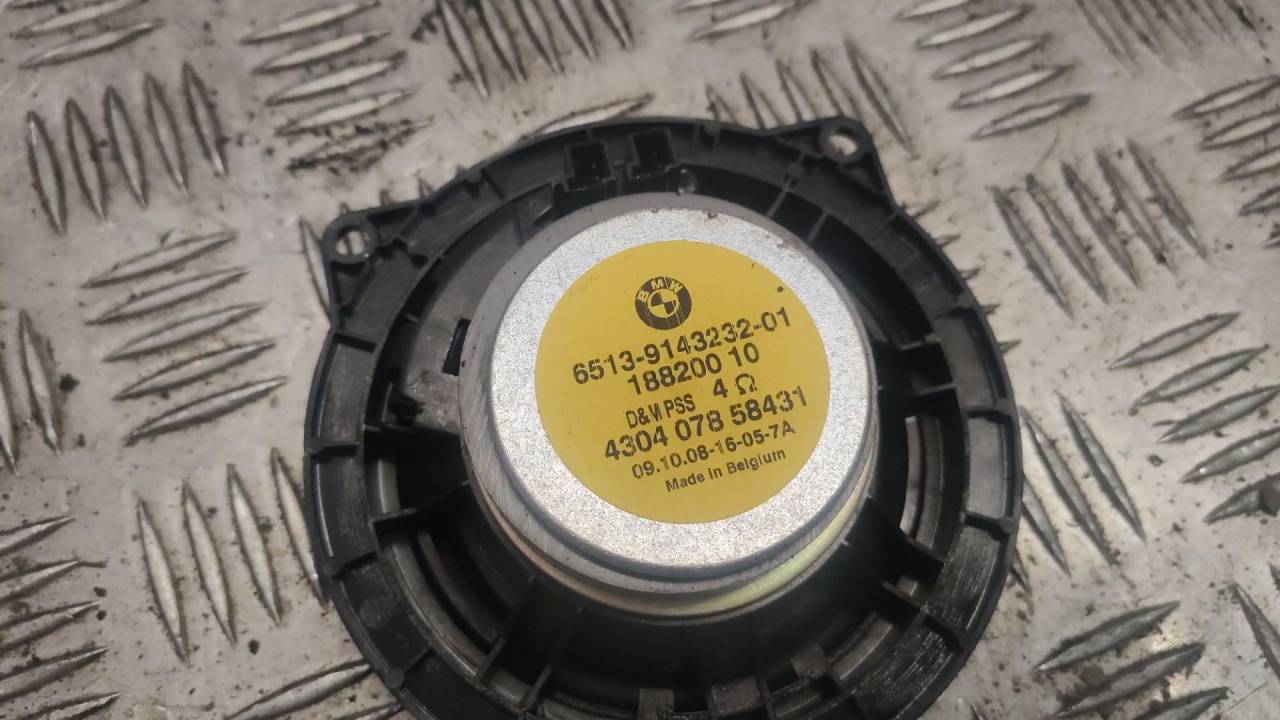 BMW
6513-9143232-01
188200 10
D&M PSS 4 Ω
4304 078 58431
09.10.08-16-05-7A
Made in Belgium